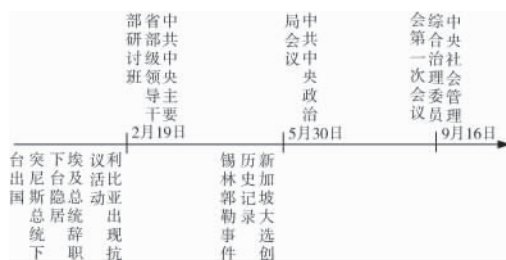 中共中央主要
省部级领导干
部研讨班
中共中央政治
局会议
中央社会管理
综合治理委员
会第一次会议
2月19日
5月30日
9月16日
突尼斯总统下
台出国
埃及总统辞职
下台隐居
利比亚出现抗
议活动
新加坡大选创
历史记录
锡林郭勒事件